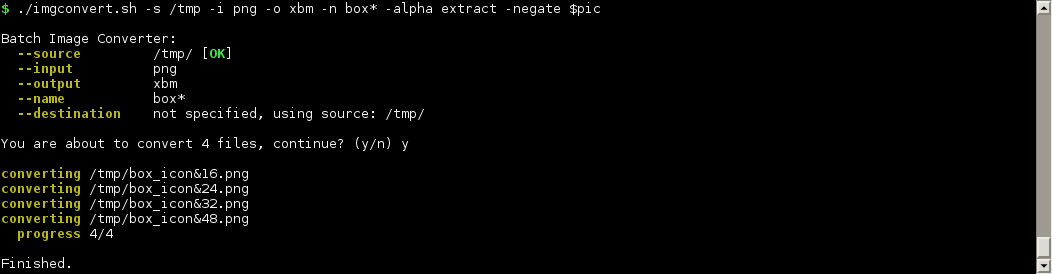 $ ./imgconvert.sh -s /tmp -i png -o xbm -n box* -alpha extract -negate $pic
Batch Image Converter:
--source /tmp/ [OK]
--input png
--output xbm
--name box*
--destination not specified, using source: /tmp/
You are about to convert 4 files, continue? (y/n) y
converting /tmp/box_icon&16.png
converting /tmp/box_icon&24.png
converting /tmp/box_icon&32.png
converting /tmp/box_icon&48.png
progress 4/4
Finished.